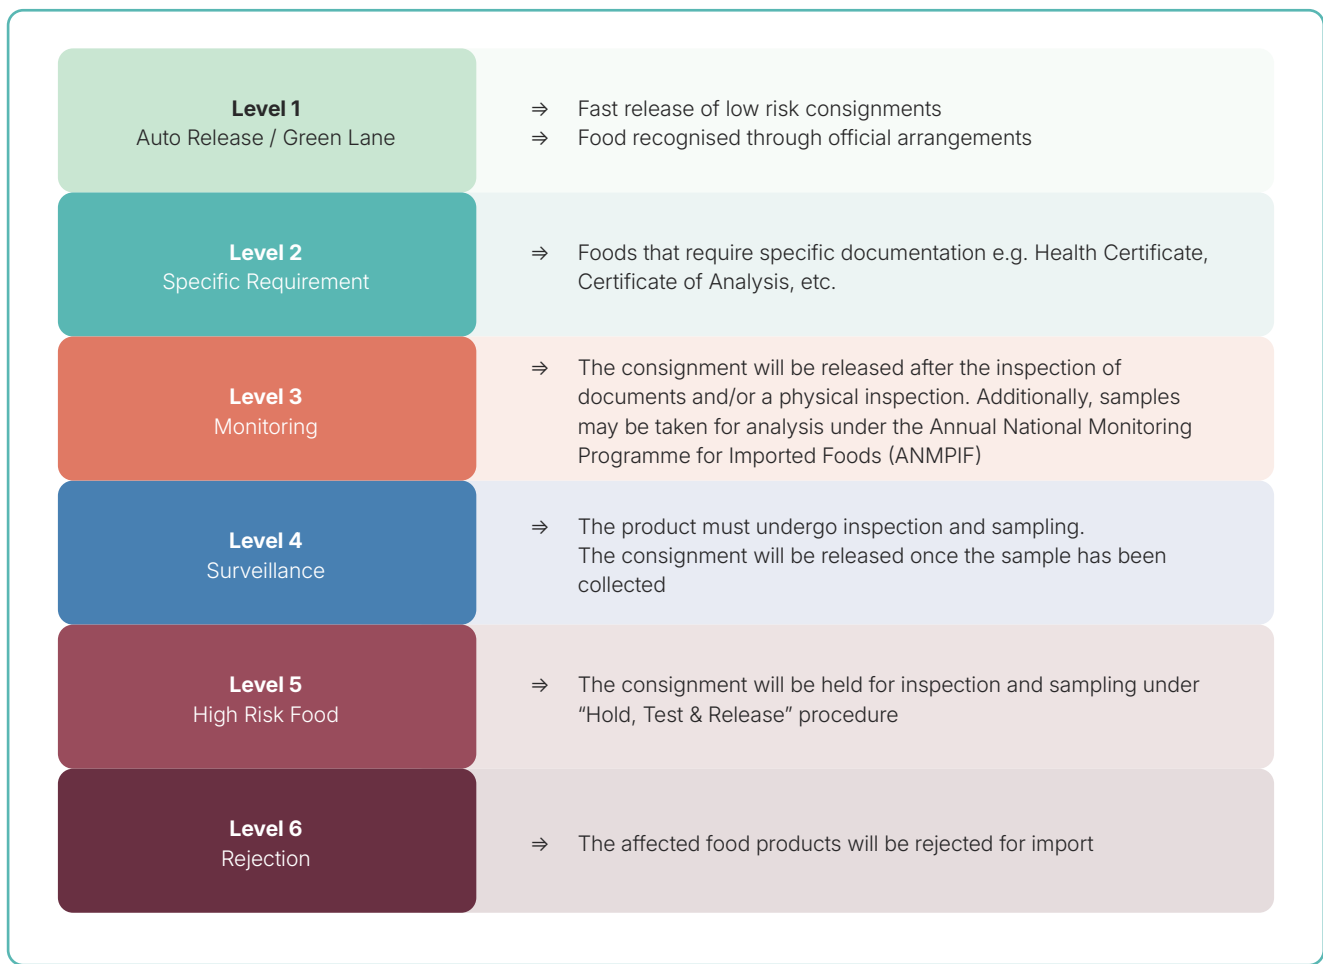 Level 1
Auto Release / Green Lane
⇒ Fast release of low risk consignments
⇒ Food recognised through official arrangements
Level 2
Specific Requirement
⇒ Foods that require specific documentation e.g. Health Certificate,
Certificate of Analysis, etc.
Level 3
Monitoring
⇒ The consignment will be released after the inspection of
documents and/or a physical inspection. Additionally, samples
may be taken for analysis under the Annual National Monitoring
Programme for Imported Foods (ANMPIF)
Level 4
Surveillance
⇒ The product must undergo inspection and sampling.
The consignment will be released once the sample has been
collected
Level 5
High Risk Food
⇒ The consignment will be held for inspection and sampling under
“Hold, Test & Release” procedure
Level 6
Rejection
⇒ The affected food products will be rejected for import